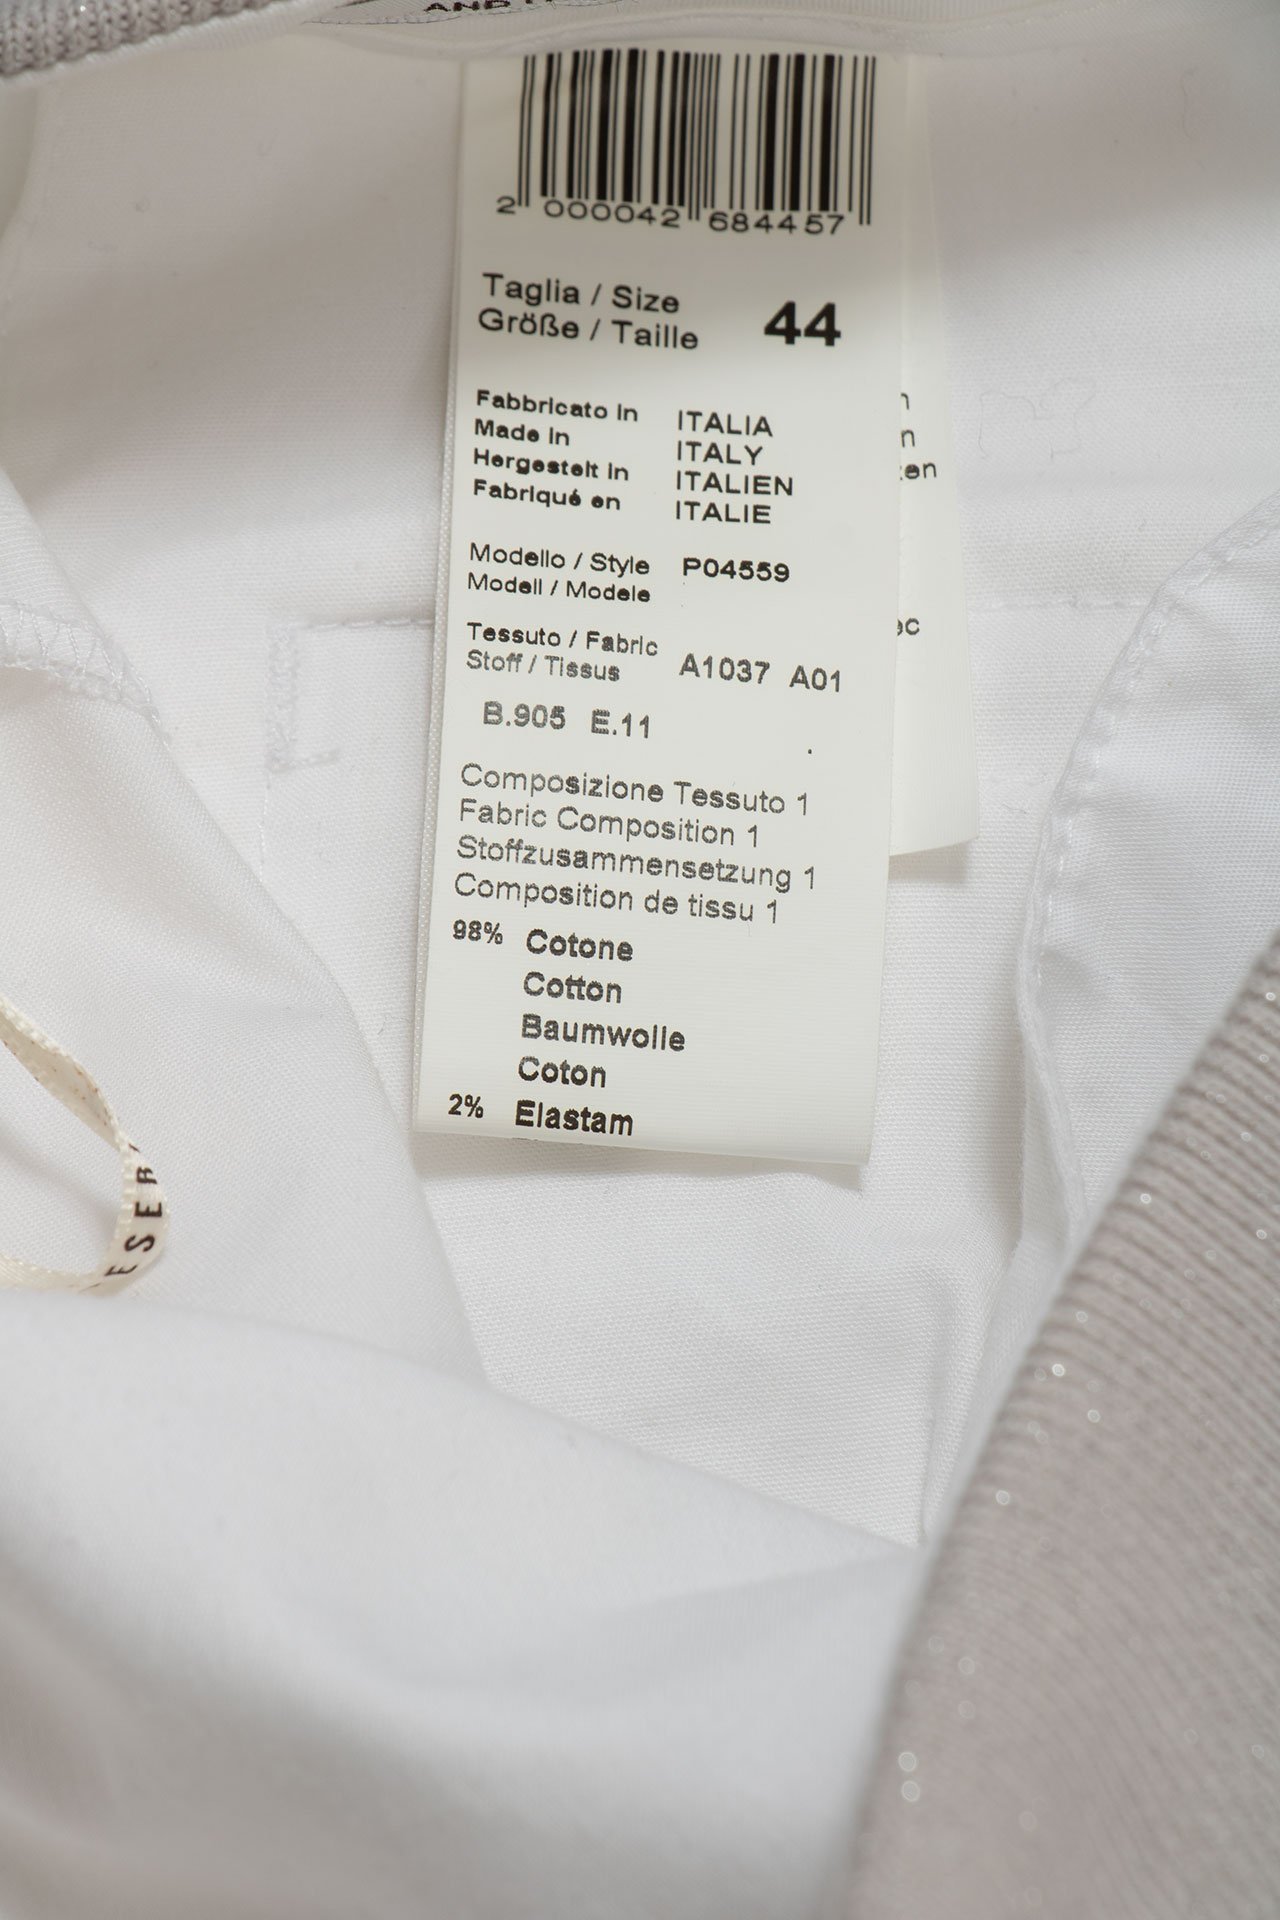 2 000042 684457
Taglia / Size
Größe / Taille 44
Fabbricato in ITALIA
Made in ITALY
Hergestelt in ITALIEN
Fabriqué en ITALIE
Modello / Style P04559
Modell / Modele
Tessuto / Fabric
Stoff / Tissus A1037 A01
B.905 E.11
Composizione Tessuto 1
Fabric Composition 1
Stoffzusammensetzung 1
Composition de tissu 1
98% Cotone
Cotton
Baumwolle
Coton
2% Elastam